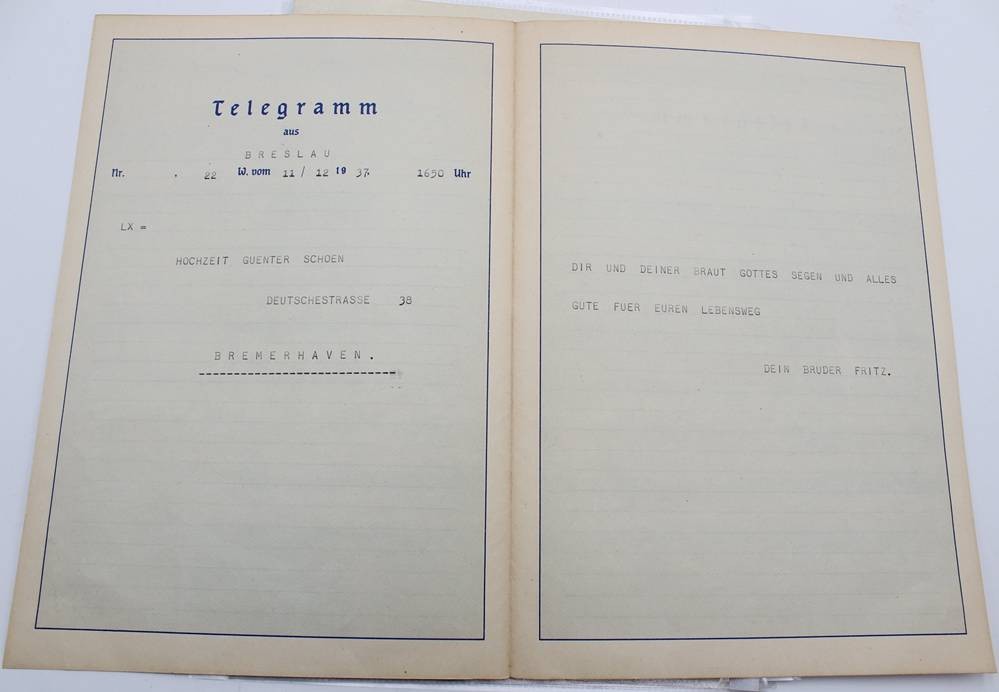 Telegramm
aus
BRESLAU
Nr. . 22 W. vom 11 / 12 19 37. 1650 Uhr
LX =
HOCHZEIT GUENTER SCHOEN
DEUTSCHESTRASSE 38
BREMERHAVEN.
DIR UND DEINER BRAUT GOTTES SEGEN UND ALLES
GUTE FUER EUREN LEBENSWEG
DEIN BRUDER FRITZ.